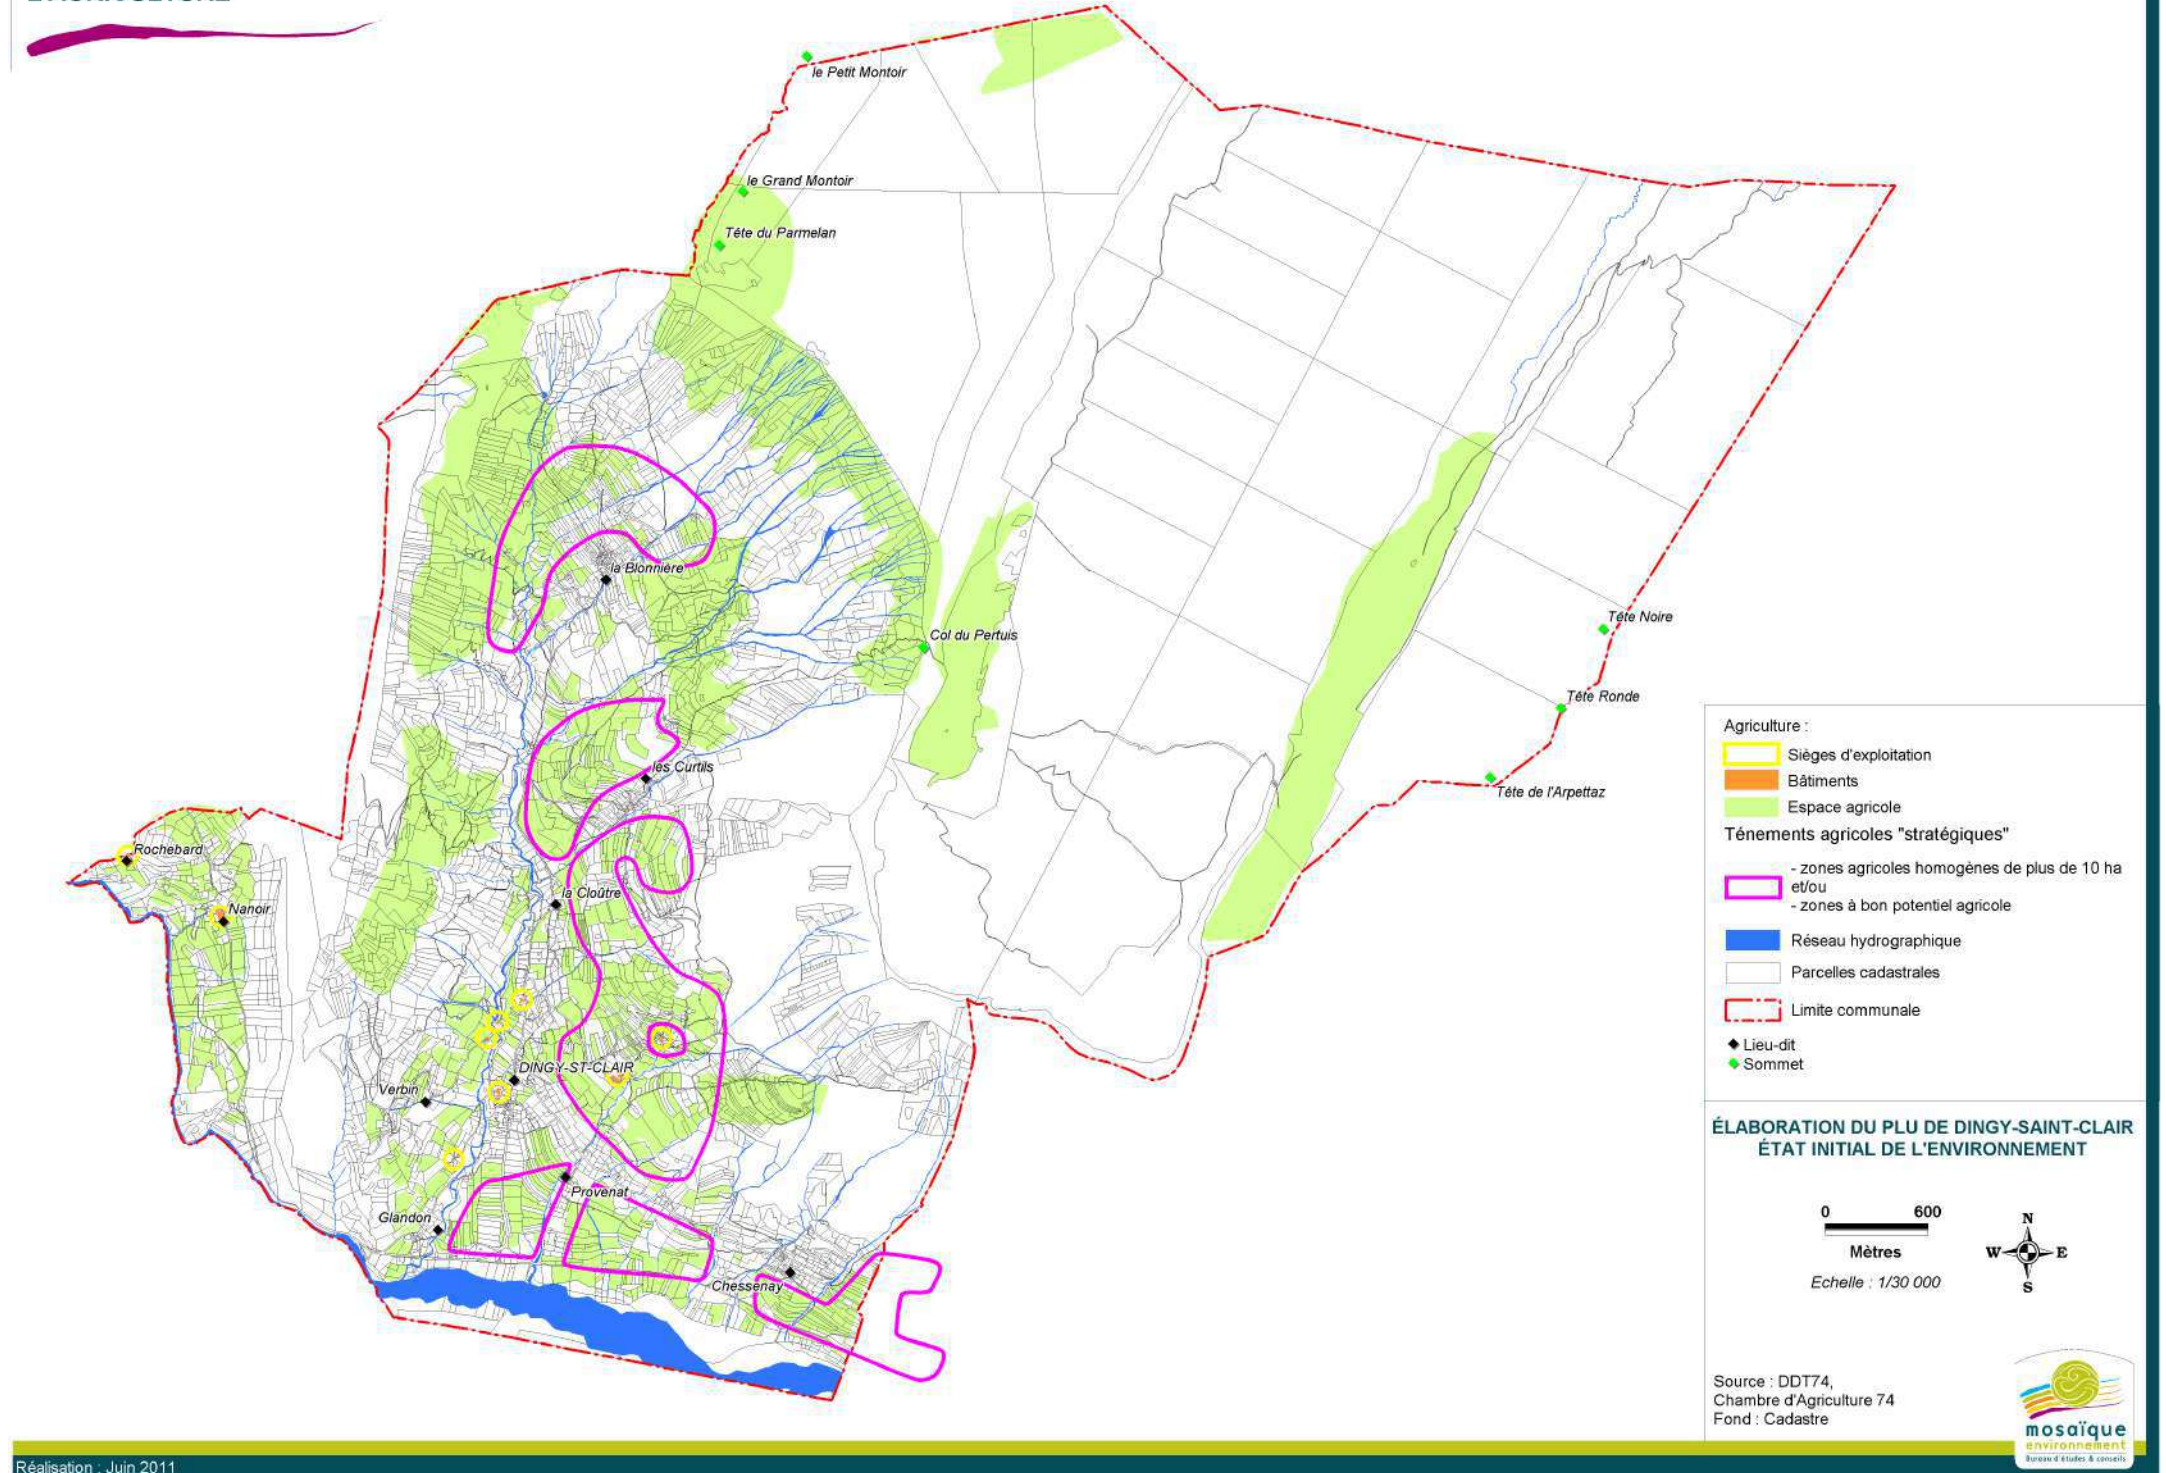 le Petit Montoir
le Grand Montoir
Tête du Parmelan
la Blonnière
Col du Pertuis
Tête Noire
Tête Ronde
Tête de l'Arpettaz
les Curtils
Rochebard
la Cloûtre
Nanoir
DINGY-ST-CLAIR
Verbin
Provenat
Glandon
Chessenay
Agriculture :
Sièges d'exploitation
Bâtiments
Espace agricole
Ténements agricoles "stratégiques"
- zones agricoles homogènes de plus de 10 ha
et/ou
- zones à bon potentiel agricole
Réseau hydrographique
Parcelles cadastrales
Limite communale
Lieu-dit
Sommet
ÉLABORATION DU PLU DE DINGY-SAINT-CLAIR
ÉTAT INITIAL DE L'ENVIRONNEMENT
0 600
Mètres
Echelle : 1/30 000
N
W E
S
Source : DDT74,
Chambre d'Agriculture 74
Fond : Cadastre
mosaïque
environnement
Bureau d'études & conseils
Réalisation : Juin 2011